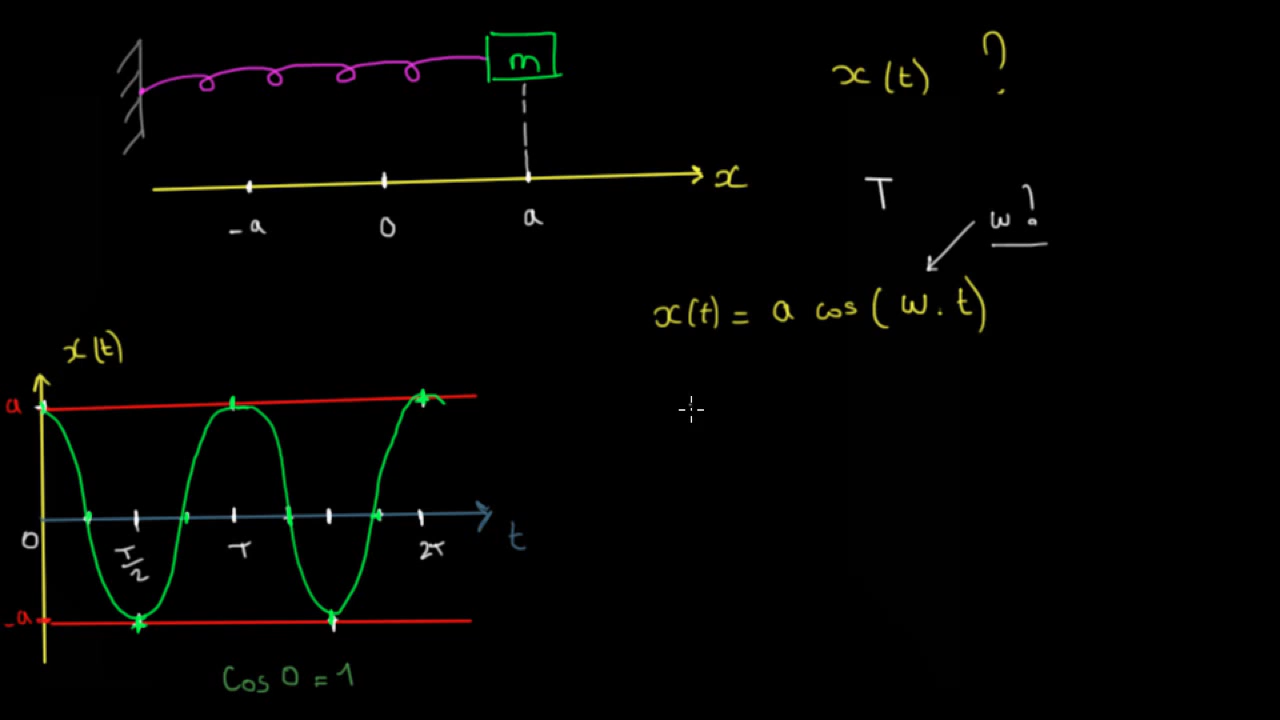 m
x
-a 0 a
x(t) ?
T
w?
x(t) = a cos(w.t)
x(t)
a
0
T/2 T 2T
t
-a
Cos 0 = 1